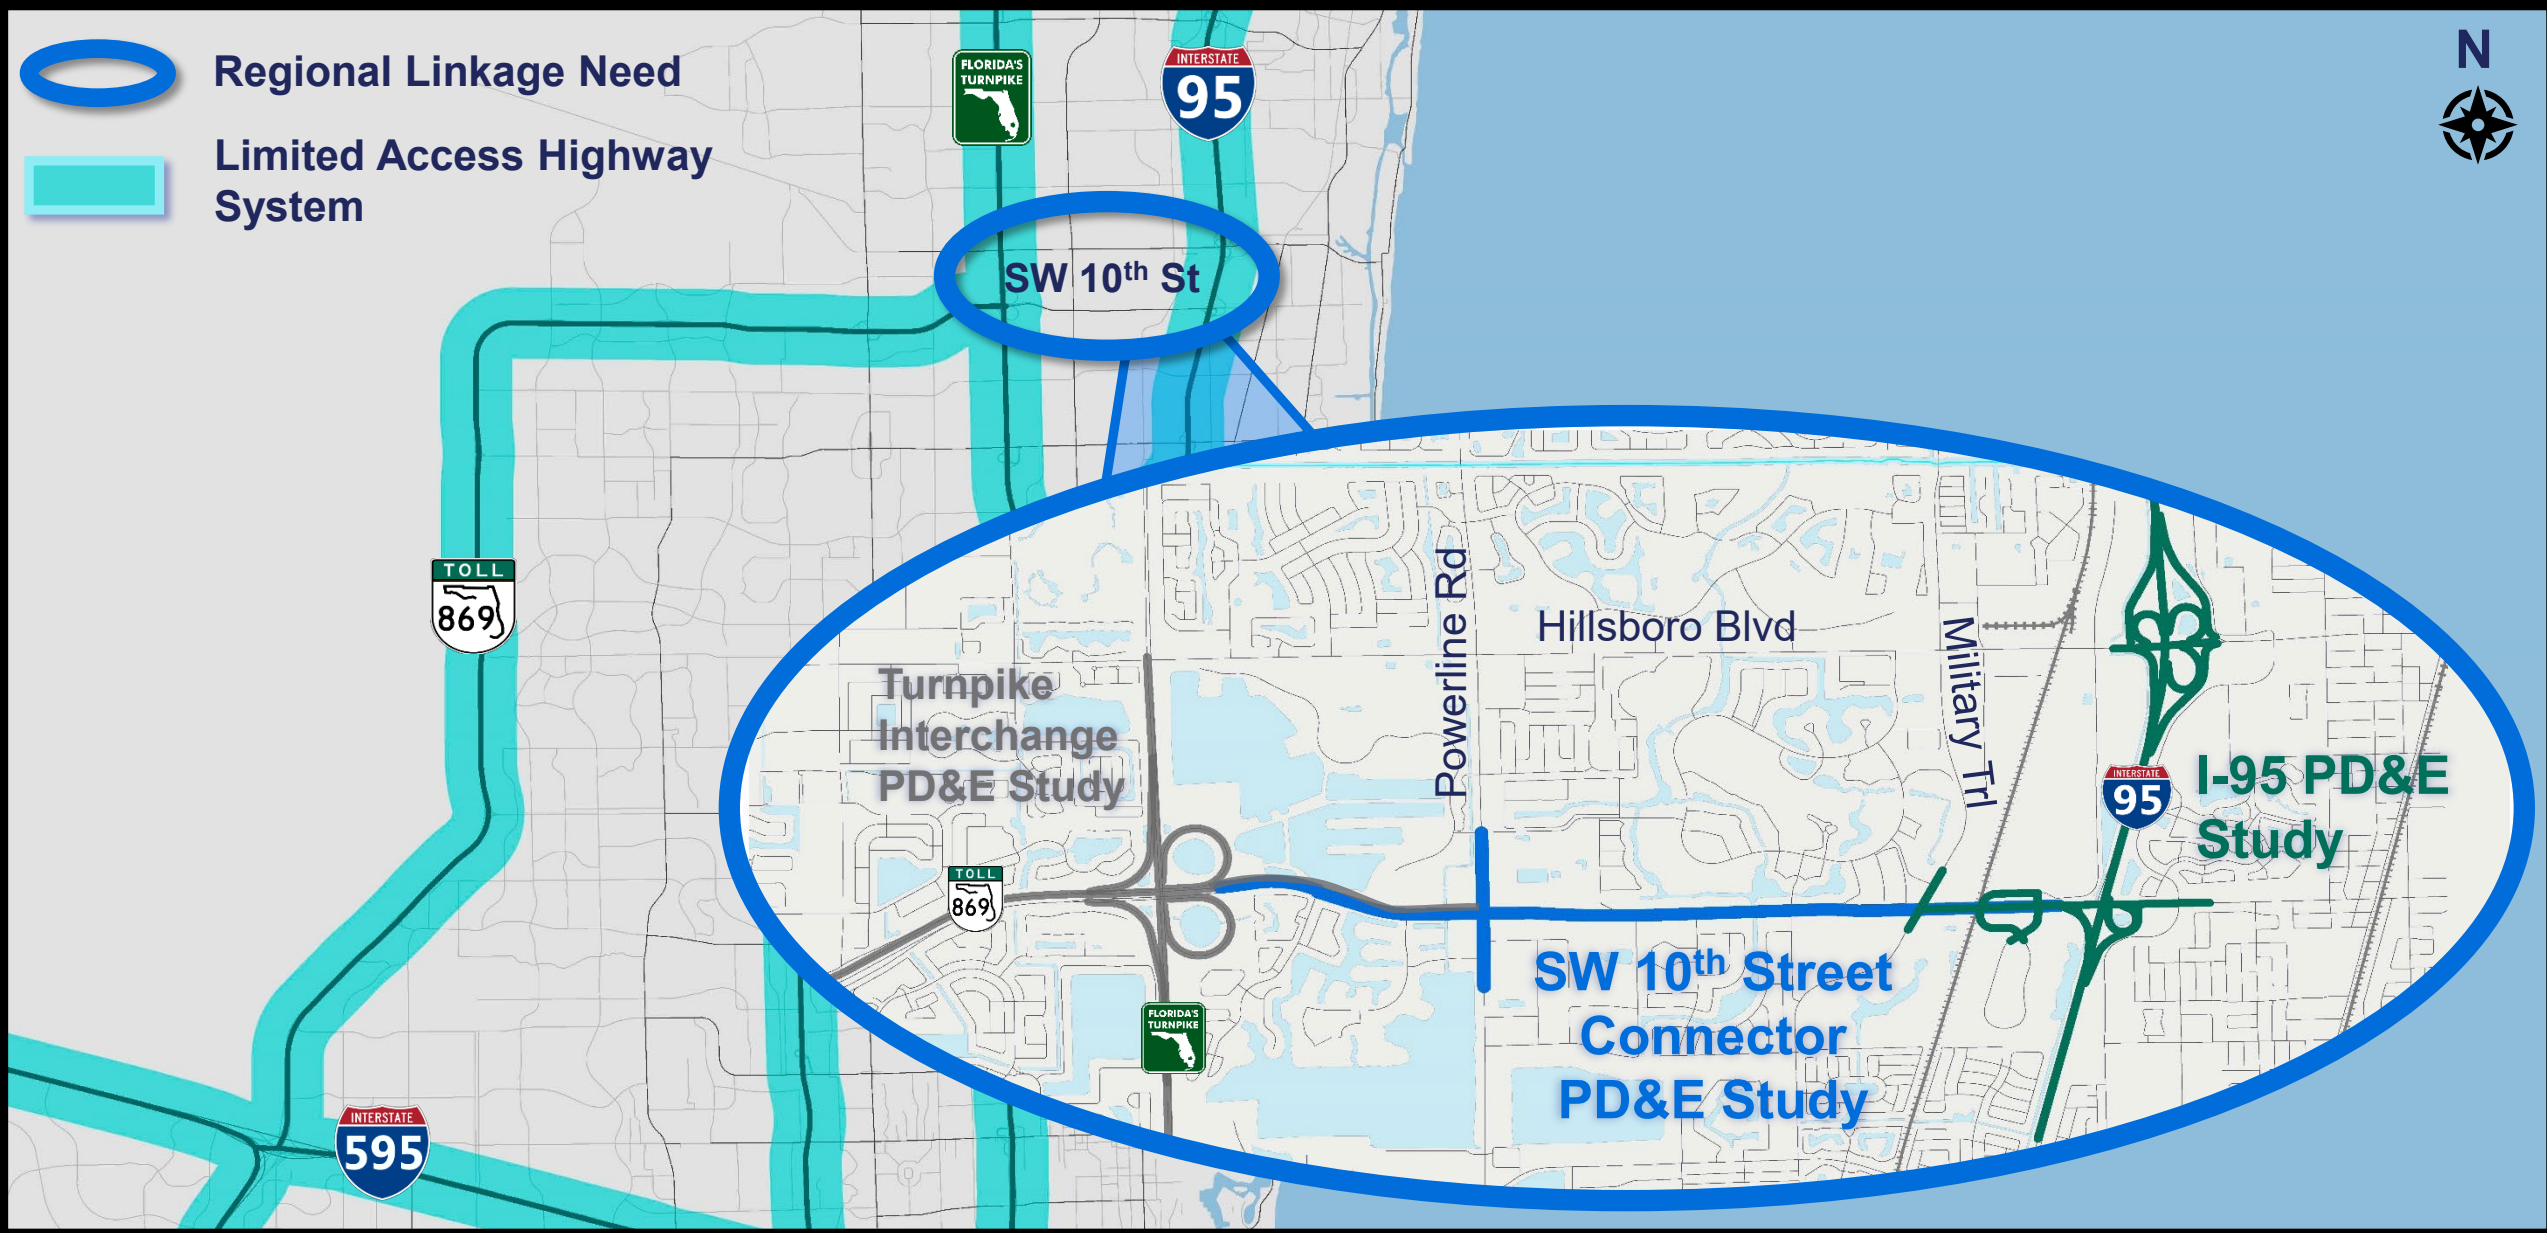 Regional Linkage Need
Limited Access Highway
System
FLORIDA'S
TURNPIKE
INTERSTATE
95
N
SW 10th St
TOLL
869
INTERSTATE
595
Powerline Rd
Hillsboro Blvd
Military Trl
Turnpike
Interchange
PD&E Study
TOLL
869
INTERSTATE
95
I-95 PD&E
Study
SW 10th Street
Connector
PD&E Study
FLORIDA'S
TURNPIKE